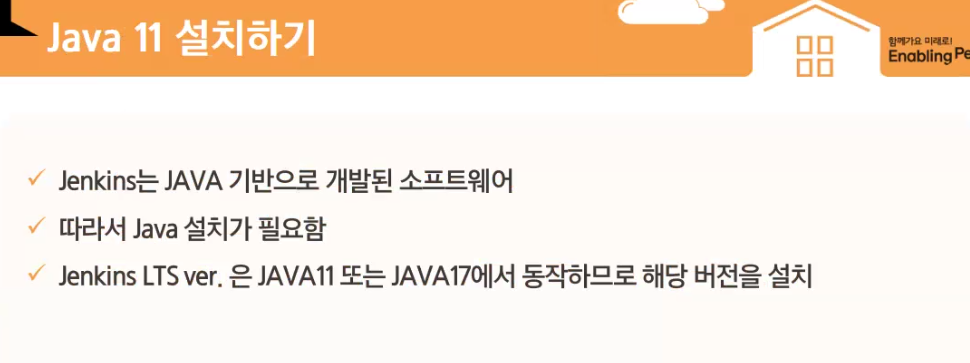 Java 11 설치하기
함께가요 미래로!
Enabling
✓ Jenkins는 JAVA 기반으로 개발된 소프트웨어
✓ 따라서 Java 설치가 필요함
✓ Jenkins LTS ver. 은 JAVA11 또는 JAVA17에서 동작하므로 해당 버전을 설치